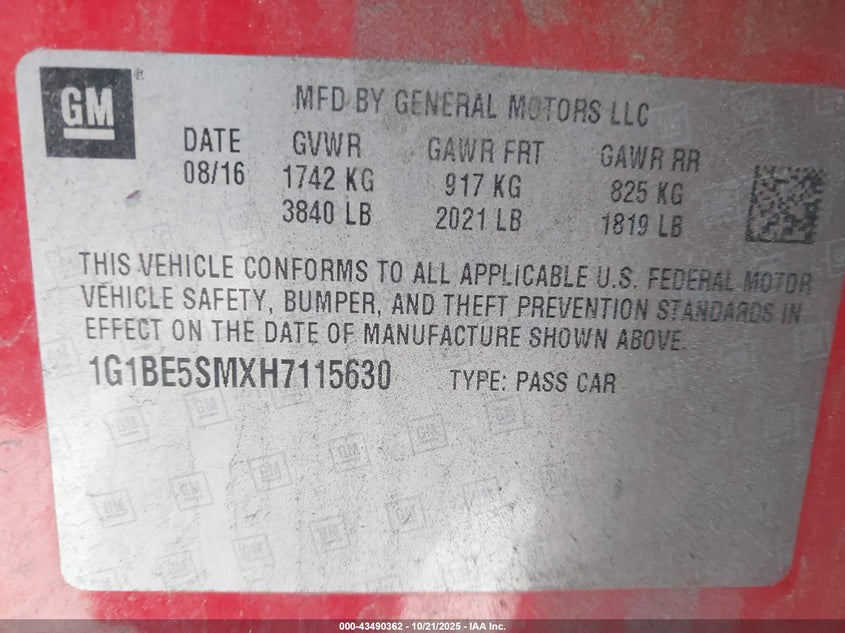 GM ®
MFD BY GENERAL MOTORS LLC
DATE GVWR GAWR FRT GAWR RR
08/16 1742 KG 917 KG 825 KG
3840 LB 2021 LB 1819 LB
THIS VEHICLE CONFORMS TO ALL APPLICABLE U.S. FEDERAL MOTOR
VEHICLE SAFETY, BUMPER, AND THEFT PREVENTION STANDARDS IN
EFFECT ON THE DATE OF MANUFACTURE SHOWN ABOVE.
1G1BE5SMXH7115630 TYPE: PASS CAR
000-43490362 - 10/21/2025 - IAA Inc.